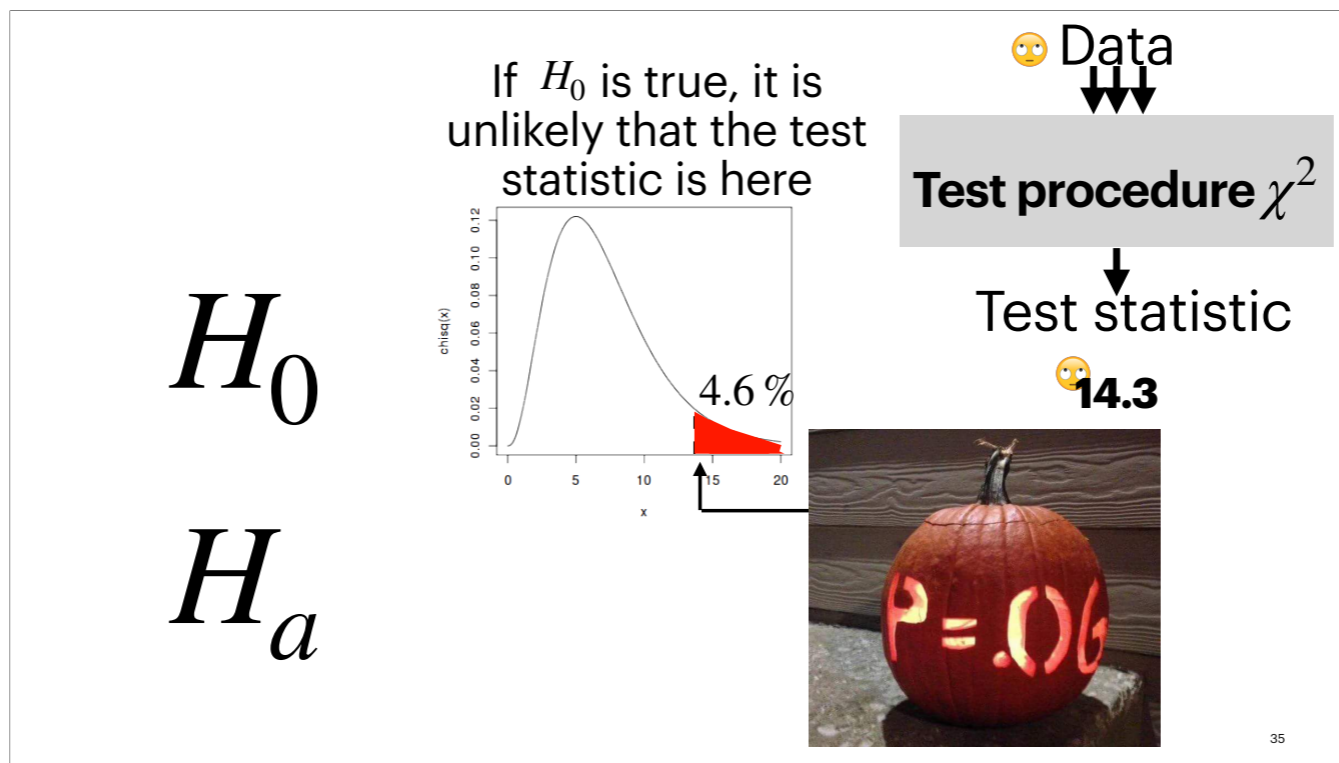 If H₀ is true, it is
unlikely that the test
statistic is here
🙄 Data
Test procedure χ²
Test statistic
🙄 14.3
H₀
Hₐ
chisq(x)
0.12
0.10
0.08
0.06
0.04
0.02
0.00
4.6 %
0 5 10 15 20
x
P=.06
35